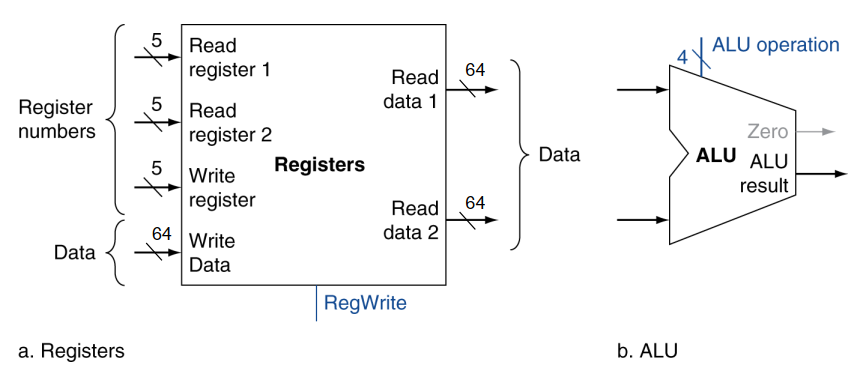 5
Read
register 1
5
Read
register 2
5
Write
register
64
Write
Data
Register
numbers
Data
Registers
Read
data 1
64
Read
data 2
64
Data
RegWrite
a. Registers
4
ALU operation
Zero
ALU
ALU
result
b. ALU